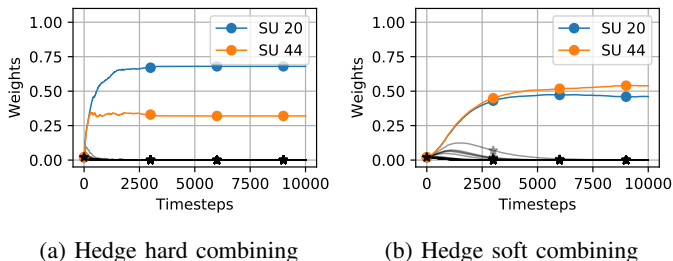 1.00
0.75
0.50
0.25
0.00
Weights
SU 20
SU 44
0 2500 5000 7500 10000
Timesteps
(a) Hedge hard combining
1.00
0.75
0.50
0.25
0.00
Weights
SU 20
SU 44
0 2500 5000 7500 10000
Timesteps
(b) Hedge soft combining